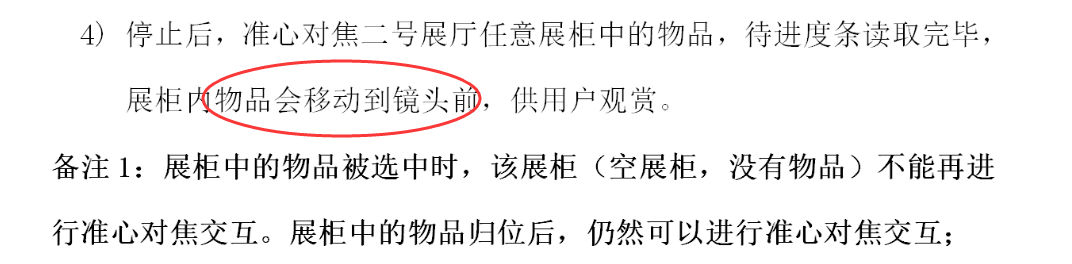 4) 停止后，准心对焦二号展厅任意展柜中的物品，待进度条读取完毕，
展柜内物品会移动到镜头前，供用户观赏。
备注 1：展柜中的物品被选中时，该展柜（空展柜，没有物品）不能再进
行准心对焦交互。展柜中的物品归位后，仍然可以进行准心对焦交互；